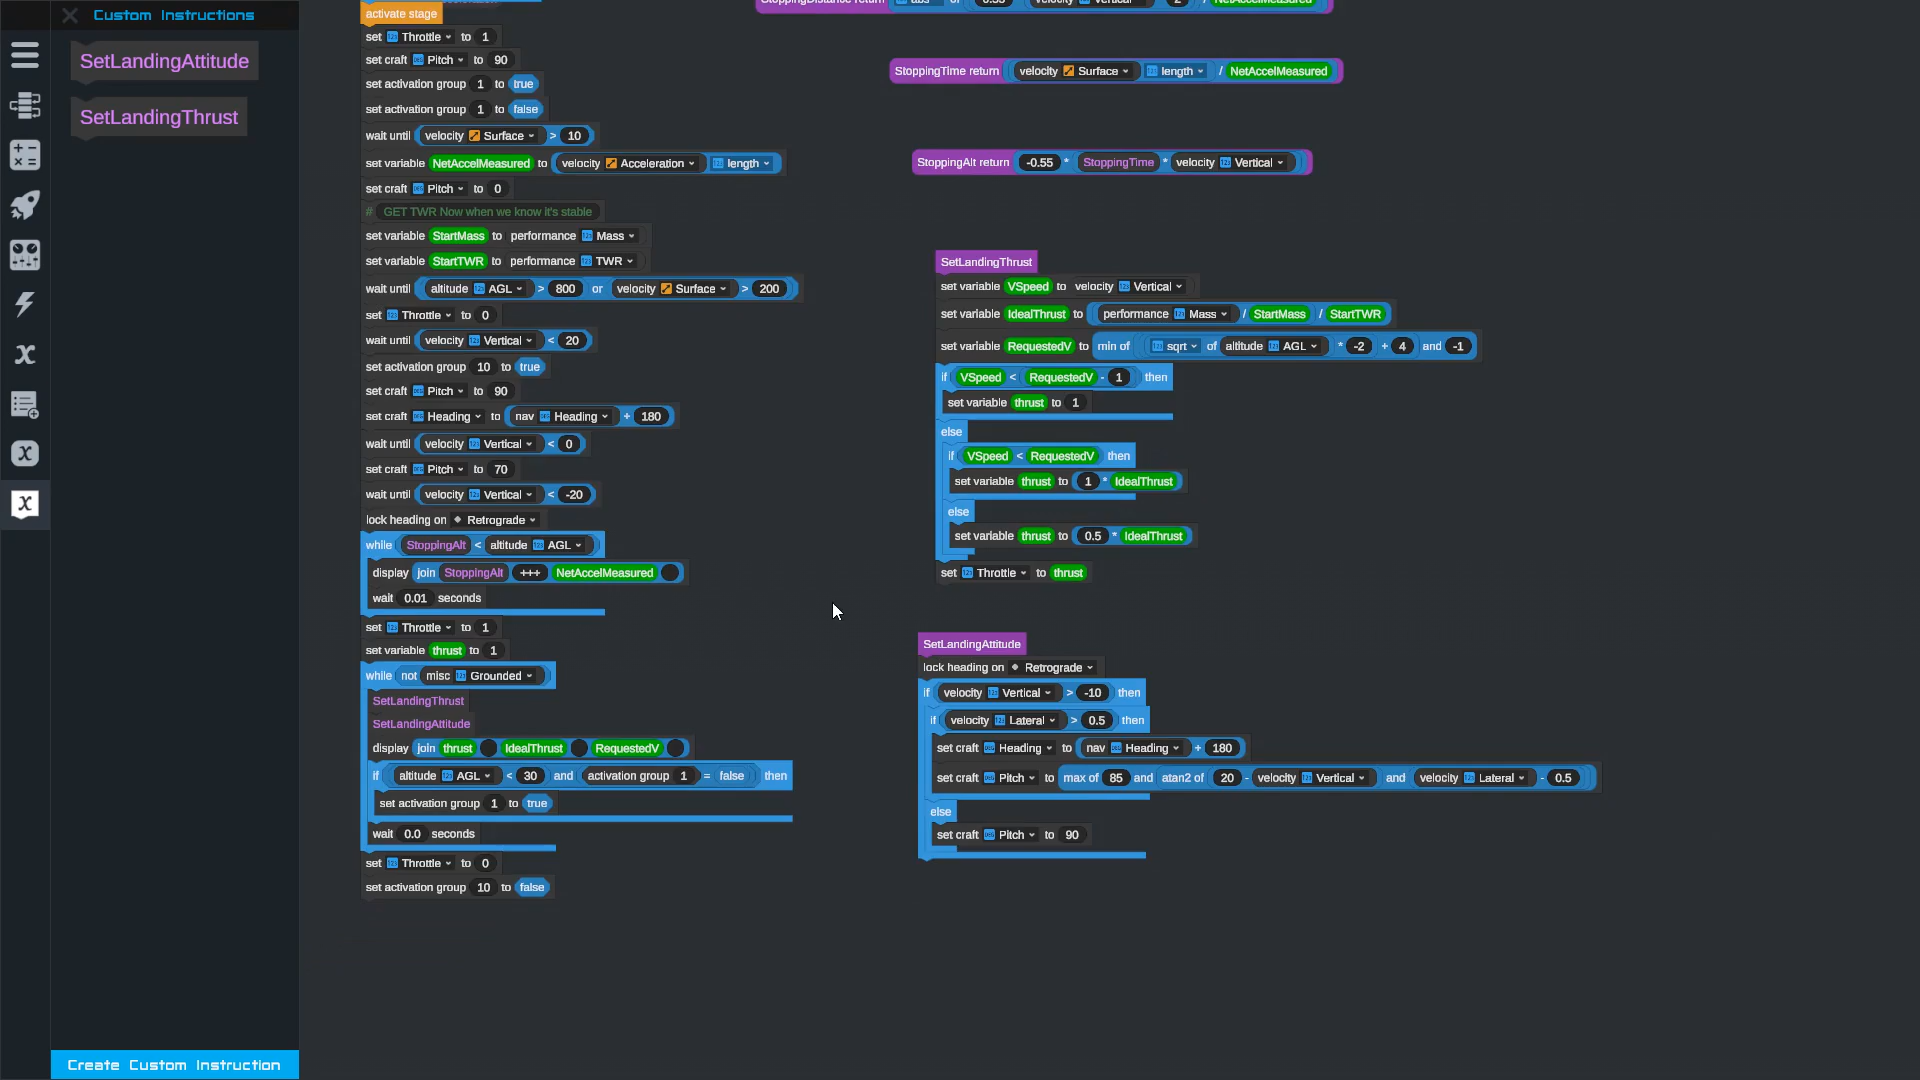 Custom Instructions
SetLandingAttitude
SetLandingThrust
Create Custom Instruction
activate stage
set Throttle to 1
set craft Pitch to 90
set activation group 1 to true
set activation group 1 to false
wait until velocity Surface > 10
set variable NetAccelMeasured to velocity Acceleration length
set craft Pitch to 0
# GET TWR Now when we know it's stable
set variable StartMass to performance Mass
set variable StartTWR to performance TWR
wait until altitude AGL > 800 or velocity Surface > 200
set Throttle to 0
wait until velocity Vertical < 20
set activation group 10 to true
set craft Pitch to 90
set craft Heading to nav Heading + 180
wait until velocity Vertical < 0
set craft Pitch to 70
wait until velocity Vertical < -20
lock heading on Retrograde
while StoppingAlt < altitude AGL
display join StoppingAlt +++ NetAccelMeasured
wait 0.01 seconds
set Throttle to 1
set variable thrust to 1
while not misc Grounded
SetLandingThrust
SetLandingAttitude
display join thrust IdealThrust RequestedV
if altitude AGL < 30 and activation group 1 = false then
set activation group 1 to true
wait 0.0 seconds
set Throttle to 0
set activation group 10 to false
StoppingDistance return abs of -0.55 velocity Vertical 2 / NetAccelMeasured
StoppingTime return velocity Surface length / NetAccelMeasured
StoppingAlt return -0.55 * StoppingTime * velocity Vertical
SetLandingThrust
set variable VSpeed to velocity Vertical
set variable IdealThrust to performance Mass / StartMass / StartTWR
set variable RequestedV to min of sqrt of altitude AGL * -2 + 4 and -1
if VSpeed < RequestedV - 1 then
set variable thrust to 1
else
if VSpeed < RequestedV then
set variable thrust to 1 * IdealThrust
else
set variable thrust to 0.5 * IdealThrust
set Throttle to thrust
SetLandingAttitude
lock heading on Retrograde
if velocity Vertical > -10 then
if velocity Lateral > 0.5 then
set craft Heading to nav Heading + 180
set craft Pitch to max of 85 and atan2 of 20 - velocity Vertical and velocity Lateral - 0.5
else
set craft Pitch to 90